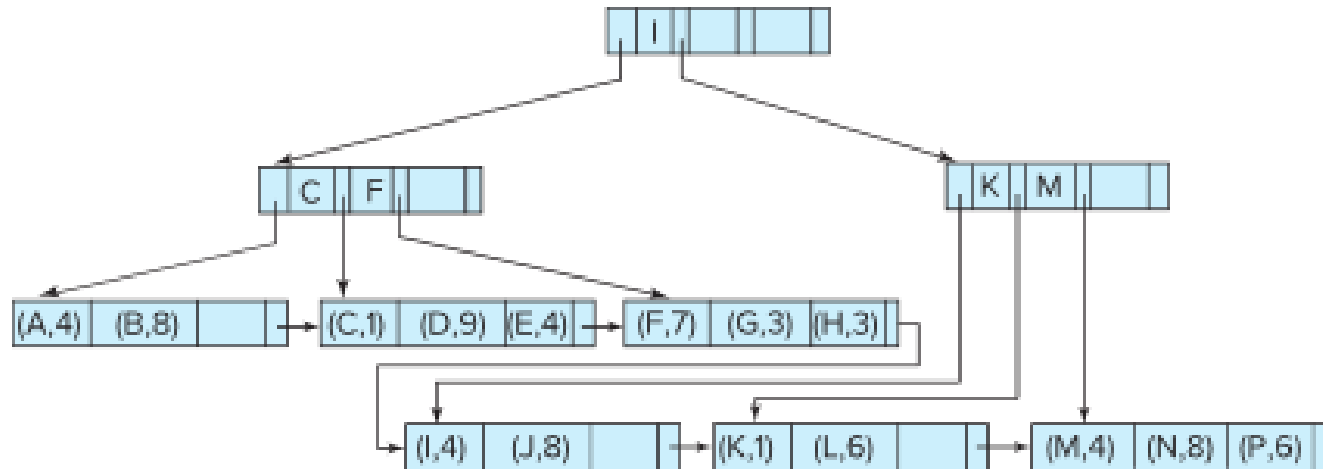 I
C F
K M
(A,4) (B,8)
(C,1) (D,9) (E,4)
(F,7) (G,3) (H,3)
(I,4) (J,8)
(K,1) (L,6)
(M,4) (N,8) (P,6)